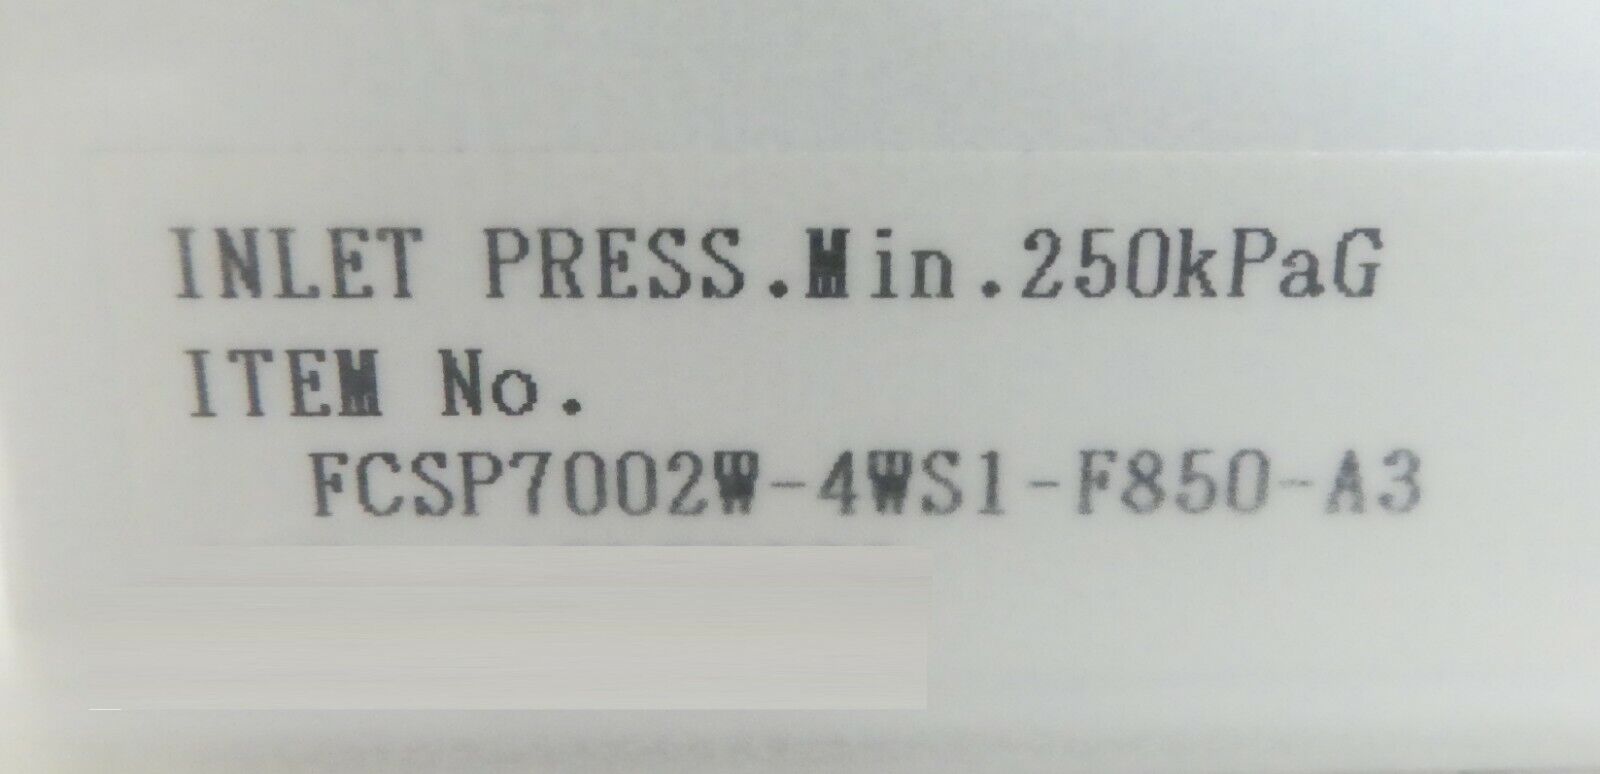 INLET PRESS.Min.250kPaG
ITEM No.
FCSP7002W-4WS1-F850-A3